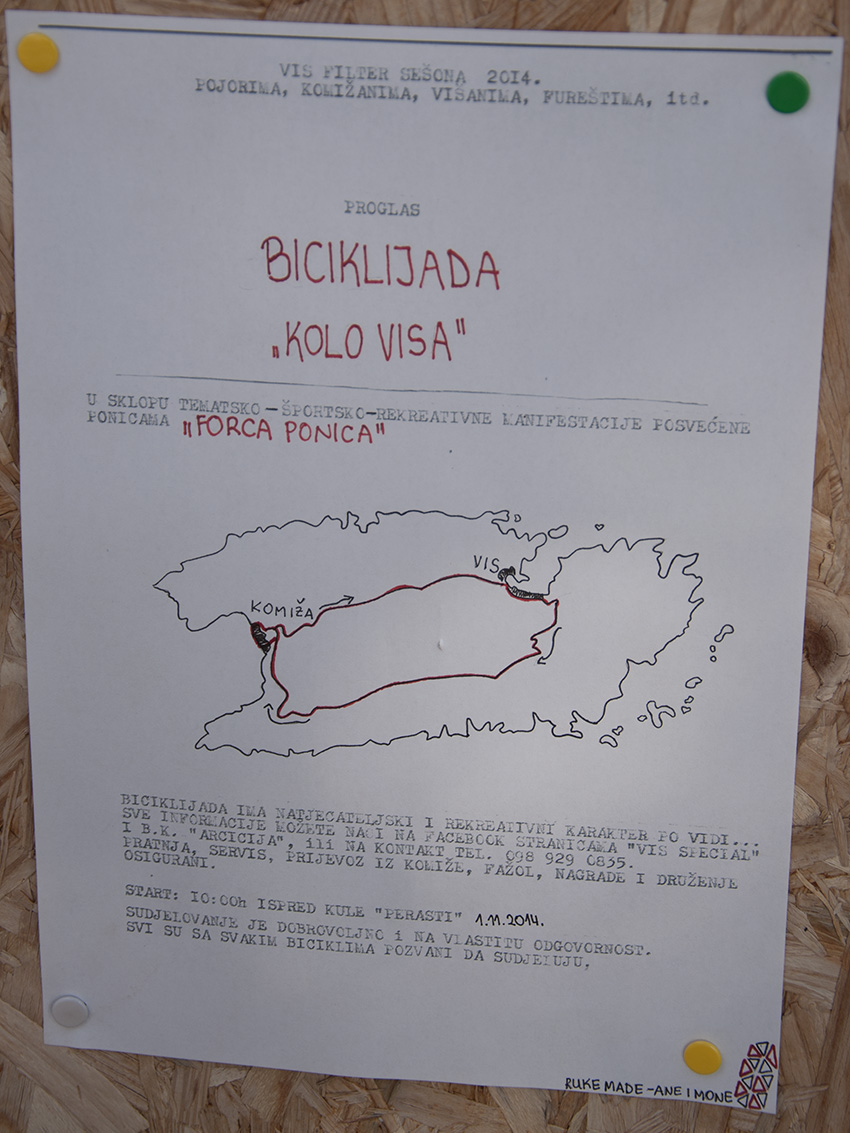 VIS FILTER SEŠONA 2014.
POJORIMA, KOMIŽANIMA, VIŠANIMA, FUREŠTIMA, itd.
PROGLAS
BICIKLIJADA
„KOLO VISA"
U SKLOPU TEMATSKO-ŠPORTSKO-REKREATIVNE MANIFESTACIJE POSVEĆENE
PONICAMA „FORCA PONICA"
VIS
KOMIŽA
BICIKLIJADA IMA NATJECATELJSKI I REKREATIVNI KARAKTER PO VIDI...
SVE INFORMACIJE MOŽETE NAĆI NA FACEBOOK STRANICAMA "VIS SPECIAL"
I B.K. "ARCICIJA", ili NA KONTAKT TEL. 098 929 0835.
PRATNJA, SERVIS, PRIJEVOZ IZ KOMIŽE, FAŽOL, NAGRADE I DRUŽENJE
OSIGURANI.
START: 10:00h ISPRED KULE "PERASTI" 1.11.2014.
SUDJELOVANJE JE DOBROVOLJNO i NA VLASTITU ODGOVORNOST.
SVI SU SA SVAKIM BICIKLIMA POZVANI DA SUDJELUJU.
RUKE MADE - ANE I MONE